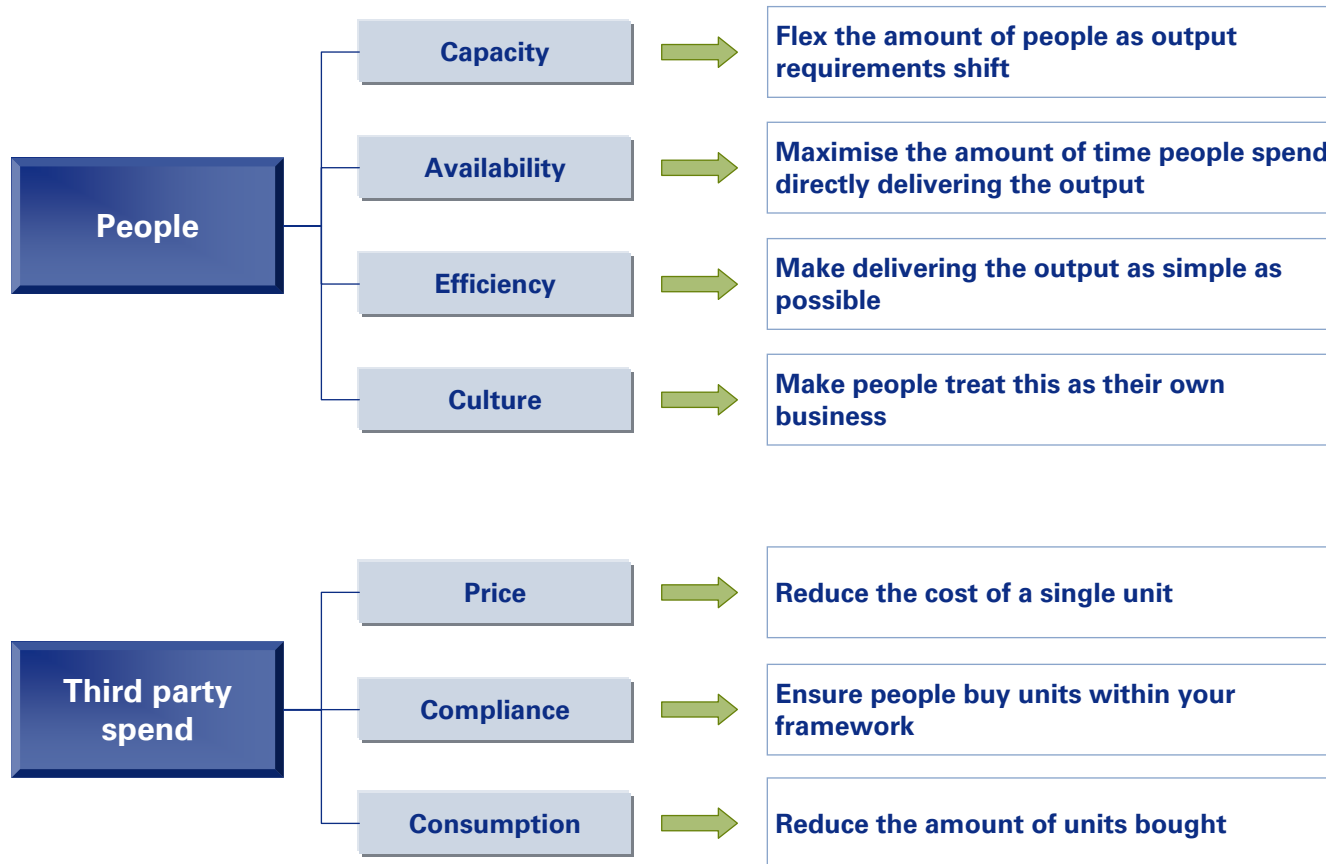 Capacity
Flex the amount of people as output
requirements shift
People
Availability
Maximise the amount of time people spend
directly delivering the output
Efficiency
Make delivering the output as simple as
possible
Culture
Make people treat this as their own
business
Third party
spend
Price
Reduce the cost of a single unit
Compliance
Ensure people buy units within your
framework
Consumption
Reduce the amount of units bought